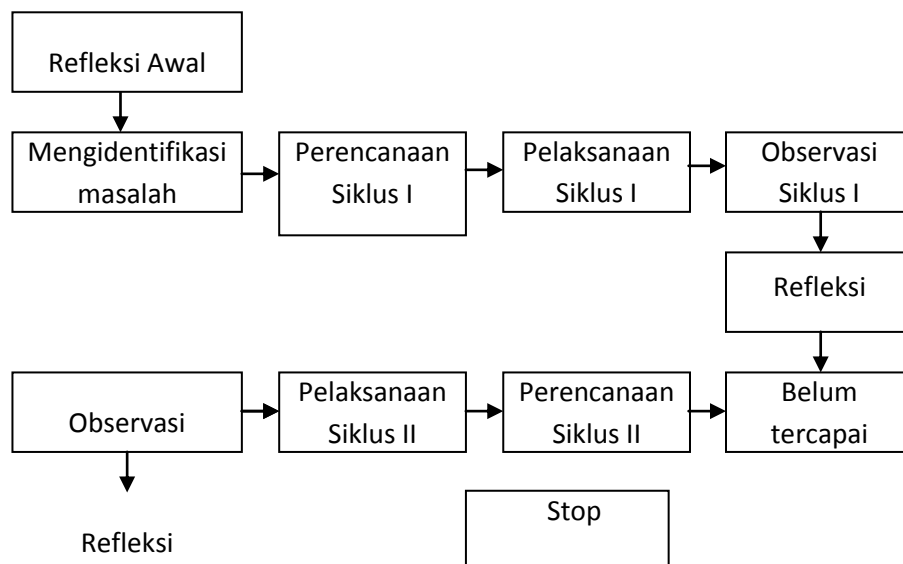 Refleksi Awal
Mengidentifikasi
masalah
Perencanaan
Siklus I
Pelaksanaan
Siklus I
Observasi
Siklus I
Refleksi
Observasi
Pelaksanaan
Siklus II
Perencanaan
Siklus II
Belum
tercapai
Refleksi
Stop